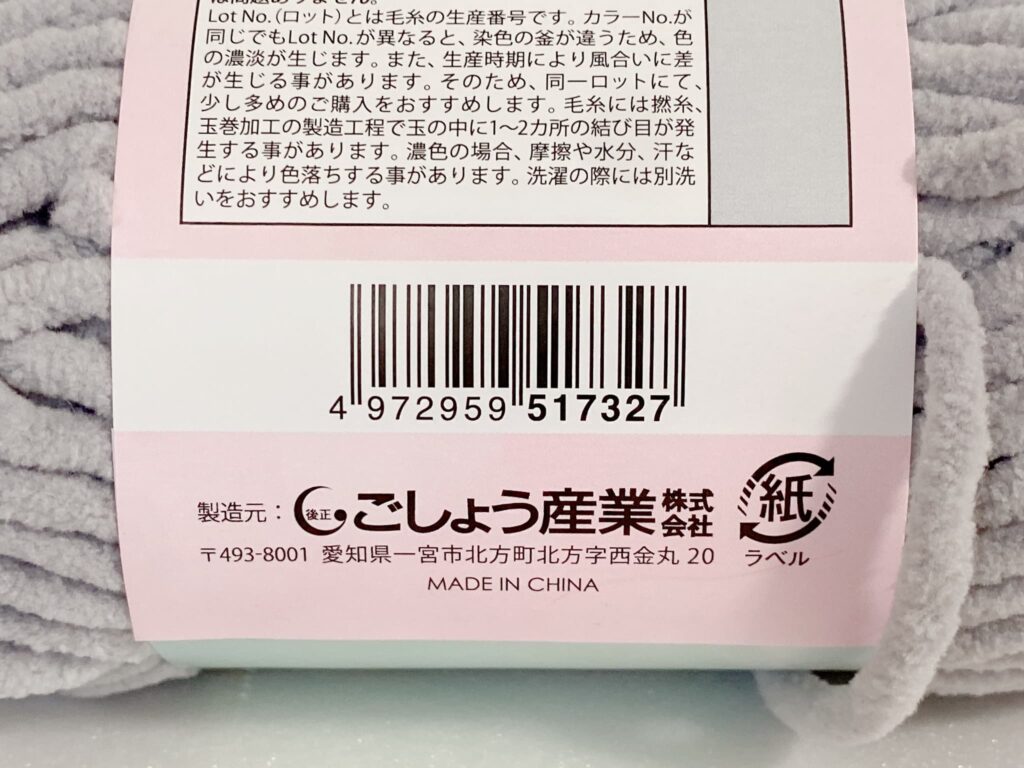 は問題ありません。
Lot No.（ロット）とは毛糸の生産番号です。カラーNo.が
同じでもLot No.が異なると、染色の釜が違うため、色
の濃淡が生じます。また、生産時期により風合いに差
が生じる事があります。そのため、同一ロットにて、
少し多めのご購入をおすすめします。毛糸には撚糸、
玉巻加工の製造工程で玉の中に1〜2カ所の結び目が発
生する事があります。濃色の場合、摩擦や水分、汗な
どにより色落ちする事があります。洗濯の際には別洗
いをおすすめします。
4 972959 517327
製造元：後正 ごしょう産業株式会社
〒493-8001 愛知県一宮市北方町北方字西金丸 20
MADE IN CHINA
紙
ラベル